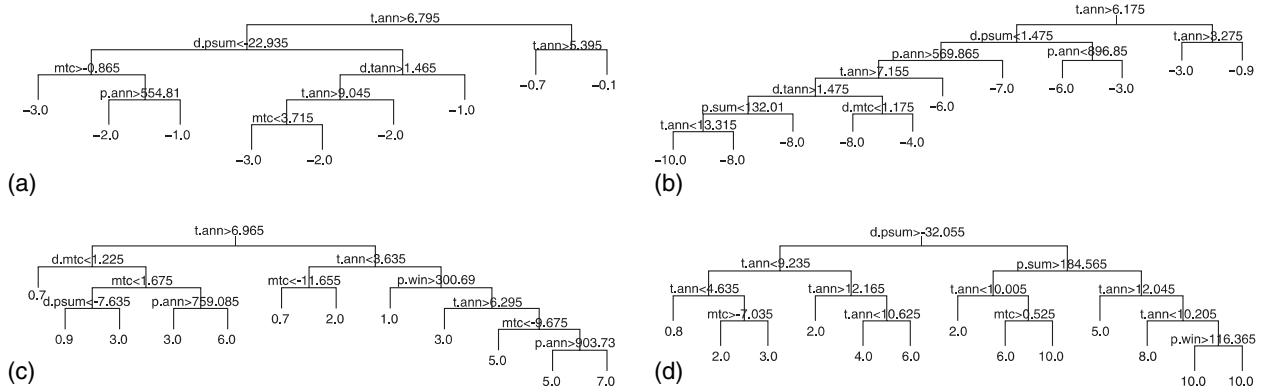 t.ann>6.795
d.psum<-22.935
t.ann>5.395
mtc>-0.865
d.tann>1.465
-0.7 -0.1
-3.0
p.ann>554.81
t.ann>9.045
-1.0
-2.0 -1.0
mtc<3.715
-2.0
-3.0 -2.0
(a)
t.ann>6.175
d.psum<1.475
t.ann>3.275
p.ann>569.865
p.ann<896.85
-3.0 -0.9
t.ann>7.155
-7.0
-6.0 -3.0
d.tann>1.475
-6.0
p.sum<132.01
d.mtc<1.175
t.ann<13.315
-8.0
-8.0 -4.0
-10.0 -8.0
(b)
t.ann>6.965
d.mtc<1.225
t.ann<3.635
0.7
mtc<1.675
mtc<-11.655
p.win>300.69
d.psum<-7.635
p.ann>759.085
0.7 2.0
1.0
t.ann>6.295
0.9 3.0 3.0 6.0
3.0
mtc<-9.675
5.0
p.ann>903.73
5.0 7.0
(c)
d.psum>-32.055
t.ann<9.235
p.sum>184.565
t.ann<4.635
t.ann>12.165
t.ann<10.005
t.ann>12.045
0.8
mtc>-7.035
2.0
t.ann<10.625
2.0
mtc>0.525
5.0
t.ann<10.205
2.0 3.0
4.0 6.0
6.0 10.0
8.0
p.win>116.365
10.0 10.0
(d)